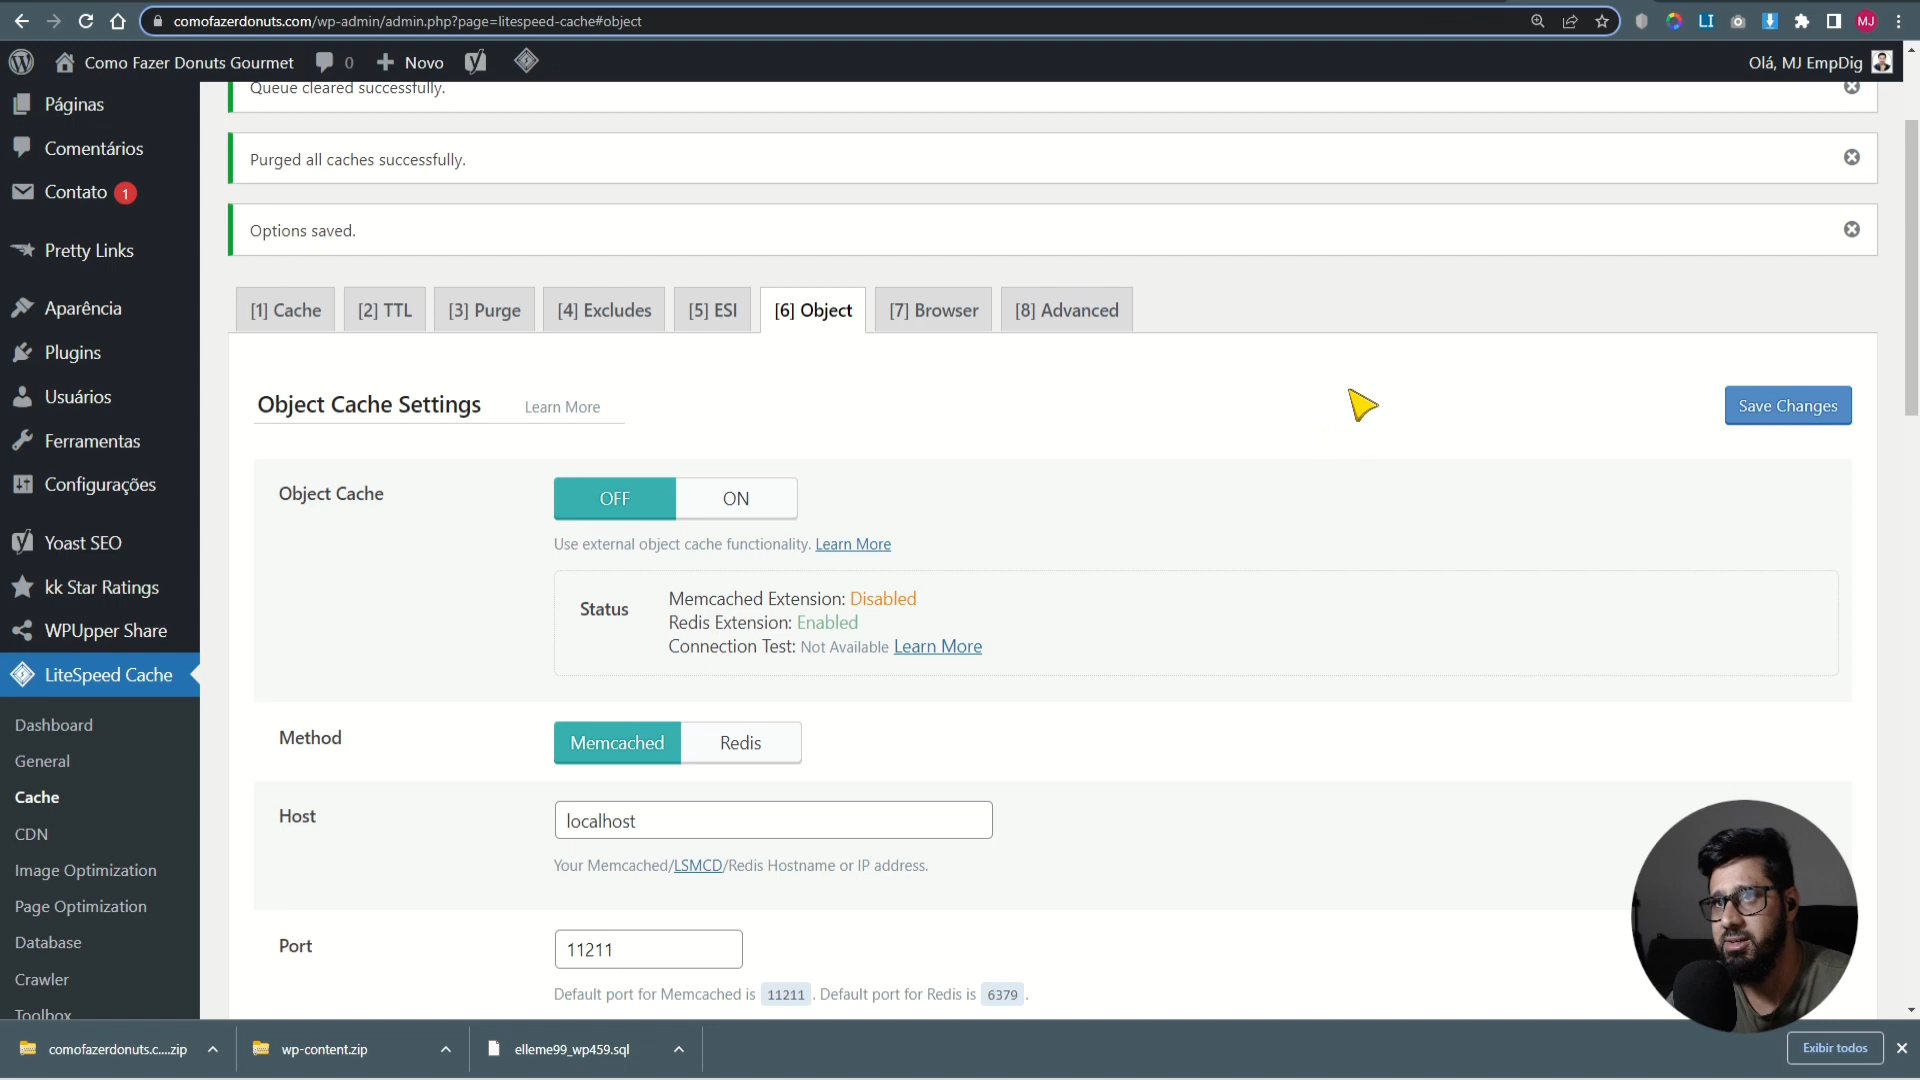 comofazerdonuts.com/wp-admin/admin.php?page=litespeed-cache#object
LI
MJ
Como Fazer Donuts Gourmet
0
Novo
Olá, MJ EmpDig
Páginas
Comentários
Contato 1
Pretty Links
Aparência
Plugins
Usuários
Ferramentas
Configurações
Yoast SEO
kk Star Ratings
WPUpper Share
LiteSpeed Cache
Dashboard
General
Cache
CDN
Image Optimization
Page Optimization
Database
Crawler
Toolbox
Queue cleared successfully.
Purged all caches successfully.
Options saved.
[1] Cache
[2] TTL
[3] Purge
[4] Excludes
[5] ESI
[6] Object
[7] Browser
[8] Advanced
Object Cache Settings
Learn More
Save Changes
Object Cache
OFF
ON
Use external object cache functionality. Learn More
Status
Memcached Extension: Disabled
Redis Extension: Enabled
Connection Test: Not Available Learn More
Method
Memcached
Redis
Host
localhost
Your Memcached/LSMCD/Redis Hostname or IP address.
Port
11211
Default port for Memcached is 11211. Default port for Redis is 6379.
comofazerdonuts.c....zip
wp-content.zip
elleme99_wp459.sql
Exibir todos